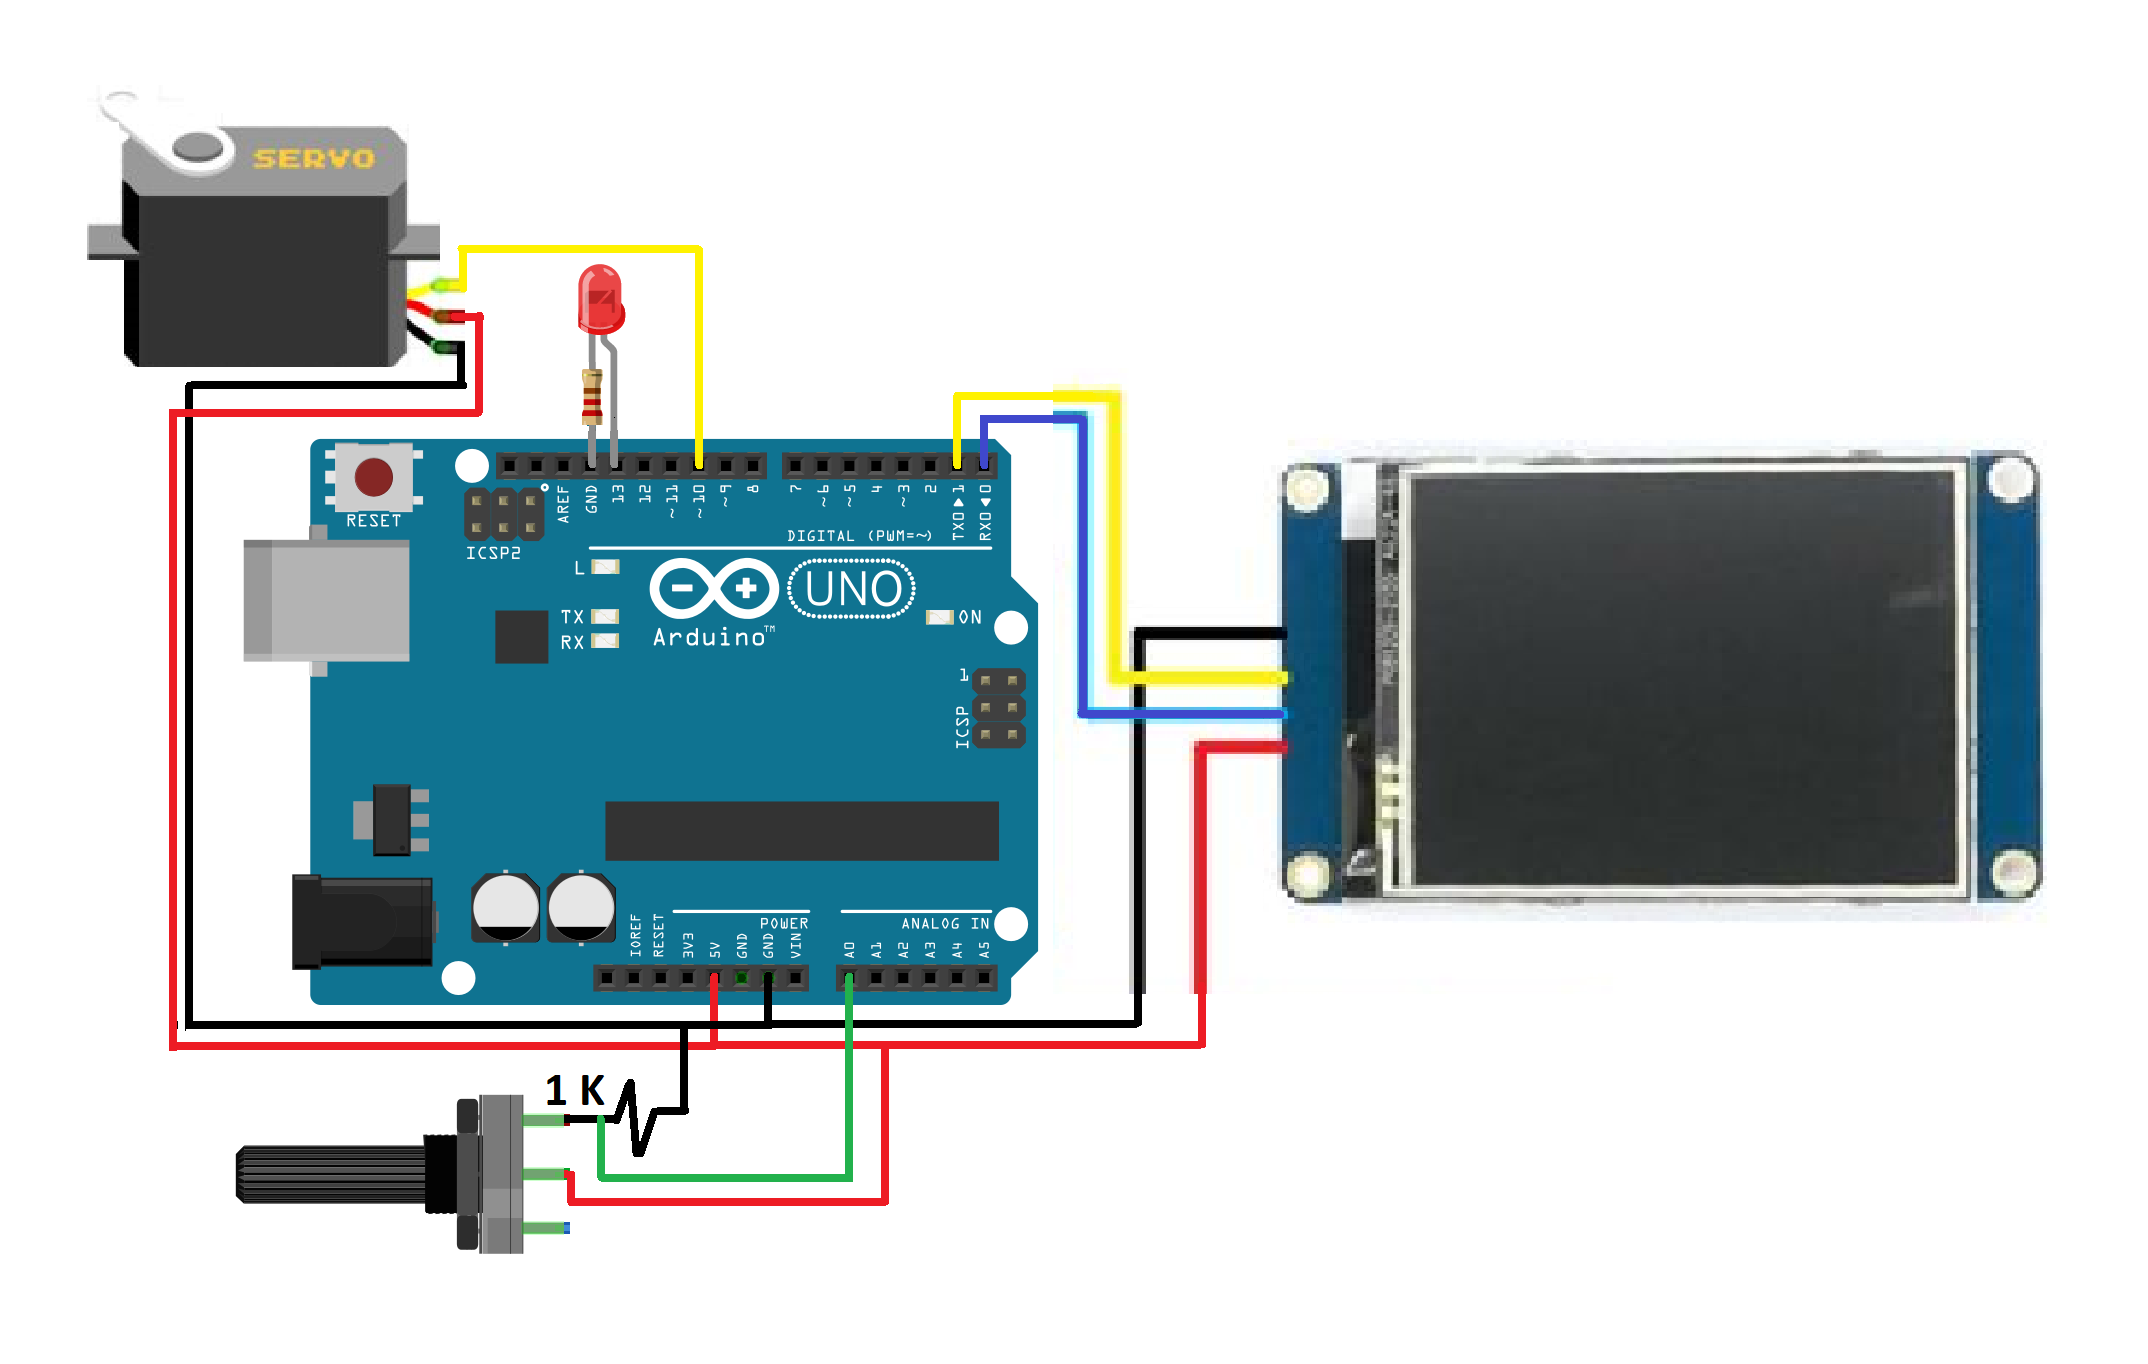 SERVO
RESET
ICSP2
AREF
GND
13
12
~11
~10
~9
8
7
~6
~5
4
~3
2
TX0▶1
RX0◀0
DIGITAL (PWM=~)
L
TX
RX
UNO
Arduino™
ON
1
ICSP
POWER
ANALOG IN
IOREF
RESET
3V3
5V
GND
GND
VIN
A0
A1
A2
A3
A4
A5
1 K